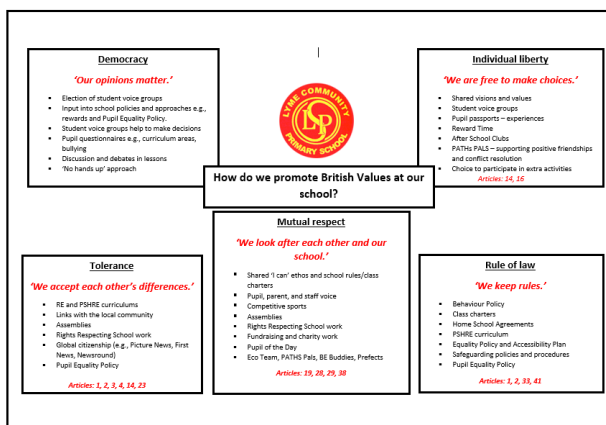 Democracy
'Our opinions matter.'
Election of student voice groups
Input into school policies and approaches e.g.,
rewards and Pupil Equality Policy.
Student voice groups help to make decisions
Pupil questionnaires e.g., curriculum areas,
bullying
Discussion and debates in lessons
'No hands up' approach
LYME COMMUNITY
PRIMARY SCHOOL
Individual liberty
'We are free to make choices.'
Shared visions and values
Student voice groups
Pupil passports – experiences
Reward Time
After School Clubs
PATHs PALS – supporting positive friendships
and conflict resolution
Choice to participate in extra activities
Articles: 14, 16
How do we promote British Values at our
school?
Tolerance
'We accept each other's differences.'
RE and PSHRE curriculums
Links with the local community
Assemblies
Rights Respecting School work
Global citizenship (e.g., Picture News, First
News, Newsround)
Pupil Equality Policy
Articles: 1, 2, 3, 4, 14, 23
Mutual respect
'We look after each other and our
school.'
Shared 'I can' ethos and school rules/class
charters
Pupil, parent, and staff voice
Competitive sports
Assemblies
Rights Respecting School work
Fundraising and charity work
Pupil of the Day
Eco Team, PATHS Pals, BE Buddies, Prefects
Articles: 19, 28, 29, 38
Rule of law
'We keep rules.'
Behaviour Policy
Class charters
Home School Agreements
PSHRE curriculum
Equality Policy and Accessibility Plan
Safeguarding policies and procedures
Pupil Equality Policy
Articles: 1, 2, 33, 41